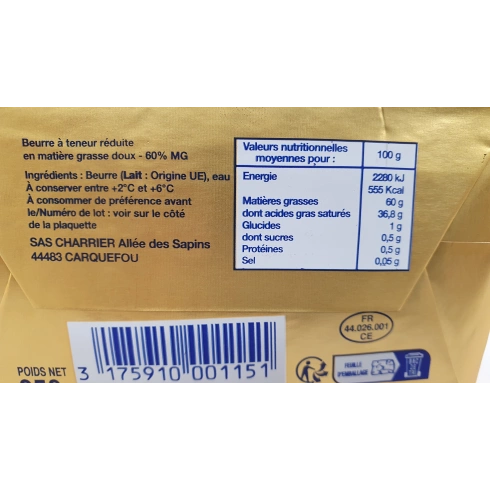 Beurre à teneur réduite
en matière grasse doux - 60% MG
Ingrédients : Beurre (Lait : Origine UE), eau
À conserver entre +2°C et +6°C
À consommer de préférence avant
le/Numéro de lot : voir sur le côté
de la plaquette
SAS CHARRIER Allée des Sapins
44483 CARQUEFOU
Valeurs nutritionnelles
moyennes pour : 100 g
Energie 2280 kJ
555 Kcal
Matières grasses 60 g
dont acides gras saturés 36,8 g
Glucides 1 g
dont sucres 0,5 g
Protéines 0,5 g
Sel 0,05 g
FR
44.026.001
CE
POIDS NET
3 175910 001151
FEUILLE
D'EMBALLAGE